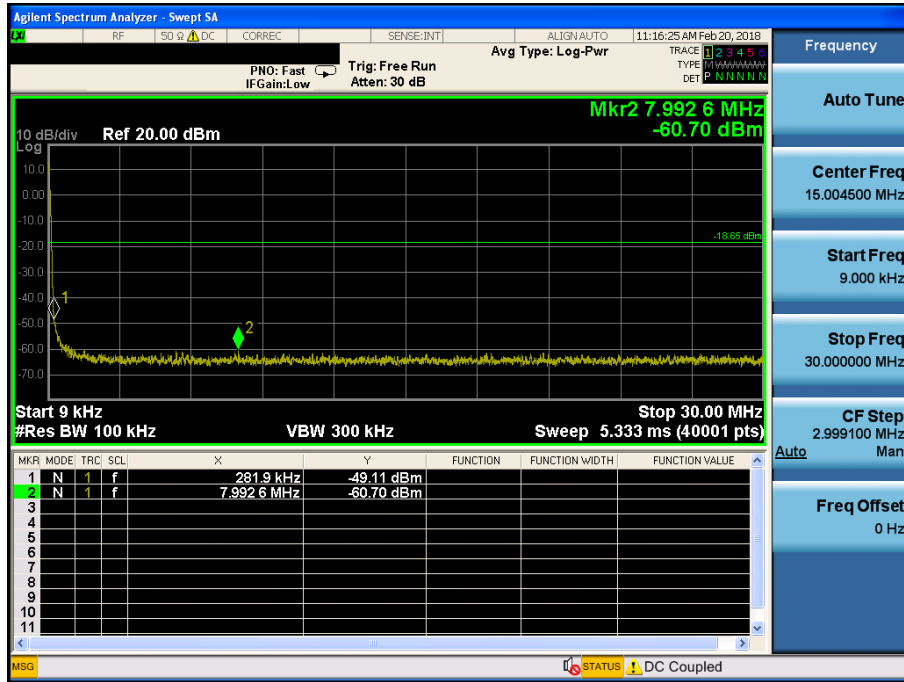 Agilent Spectrum Analyzer - Swept SA
LXI RF 50 Ω DC CORREC SENSE:INT ALIGN AUTO 11:16:25 AM Feb 20, 2018
Avg Type: Log-Pwr
TRACE 1 2 3 4 5 6
TYPE M W W W W W
DET P N N N N N
PNO: Fast
IFGain:Low
Trig: Free Run
Atten: 30 dB
Mkr2 7.992 6 MHz
-60.70 dBm
10 dB/div Ref 20.00 dBm
Log
10.0
0.00
-10.0
-18.65 dBm
-20.0
-30.0
-40.0
1
-50.0
2
-60.0
-70.0
Start 9 kHz Stop 30.00 MHz
#Res BW 100 kHz VBW 300 kHz Sweep 5.333 ms (40001 pts)
MKR MODE TRC SCL X Y FUNCTION FUNCTION WIDTH FUNCTION VALUE
1 N 1 f 281.9 kHz -49.11 dBm
2 N 1 f 7.992 6 MHz -60.70 dBm
3
4
5
6
7
8
9
10
11
MSG STATUS DC Coupled
Frequency
Auto Tune
Center Freq
15.004500 MHz
Start Freq
9.000 kHz
Stop Freq
30.000000 MHz
CF Step
2.999100 MHz
Auto Man
Freq Offset
0 Hz